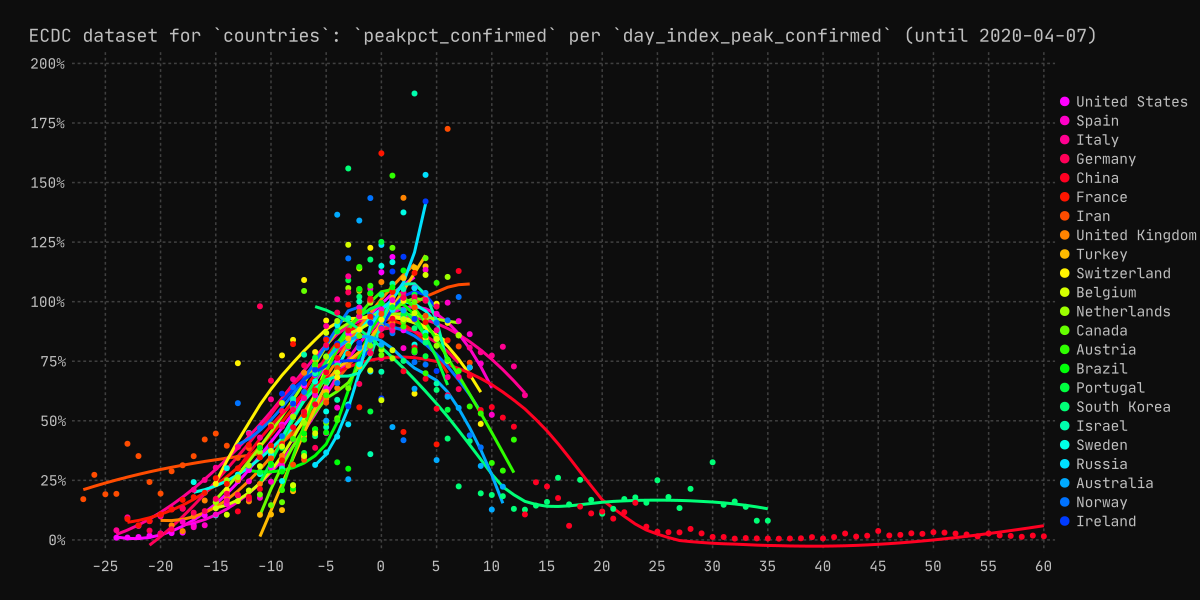 ECDC dataset for `countries`: `peakpct_confirmed` per `day_index_peak_confirmed` (until 2020-04-07)
200%
175%
150%
125%
100%
75%
50%
25%
0%
−25 −20 −15 −10 −5 0 5 10 15 20 25 30 35 40 45 50 55 60
United States
Spain
Italy
Germany
China
France
Iran
United Kingdom
Turkey
Switzerland
Belgium
Netherlands
Canada
Austria
Brazil
Portugal
South Korea
Israel
Sweden
Russia
Australia
Norway
Ireland